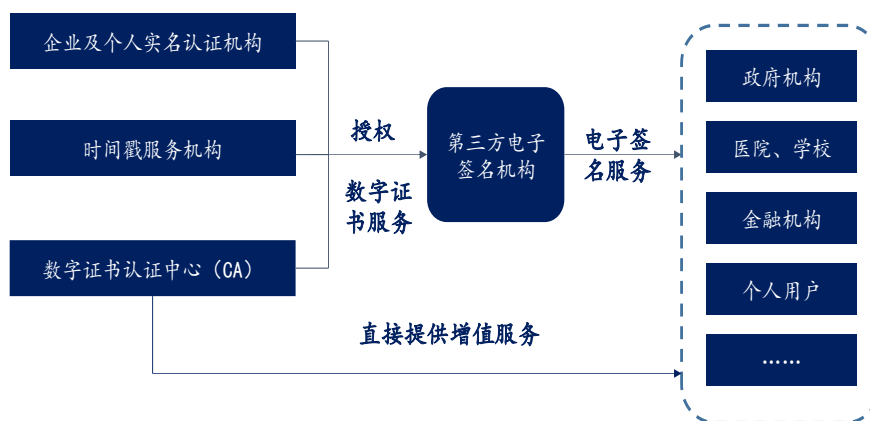 企业及个人实名认证机构
时间戳服务机构
数字证书认证中心（CA）
授权
数字证
书服务
第三方电子
签名机构
电子签
名服务
直接提供增值服务
政府机构
医院、学校
金融机构
个人用户
……